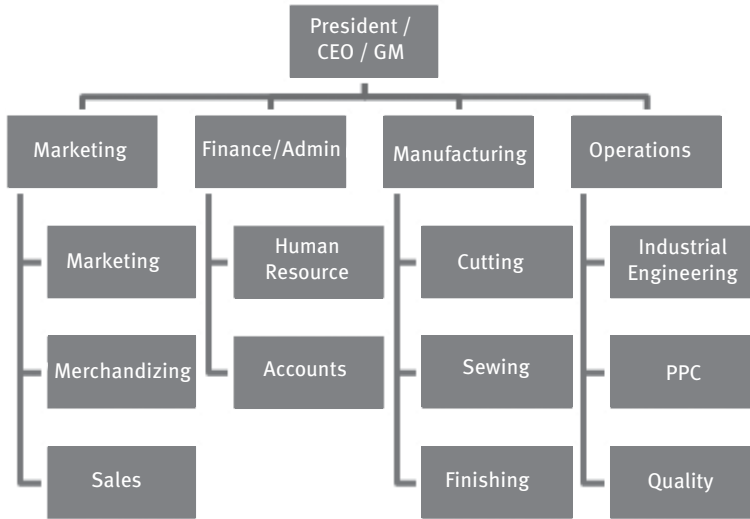 President /
CEO / GM
Marketing
Finance/Admin
Manufacturing
Operations
Marketing
Human
Resource
Cutting
Industrial
Engineering
Merchandizing
Accounts
Sewing
PPC
Sales
Finishing
Quality